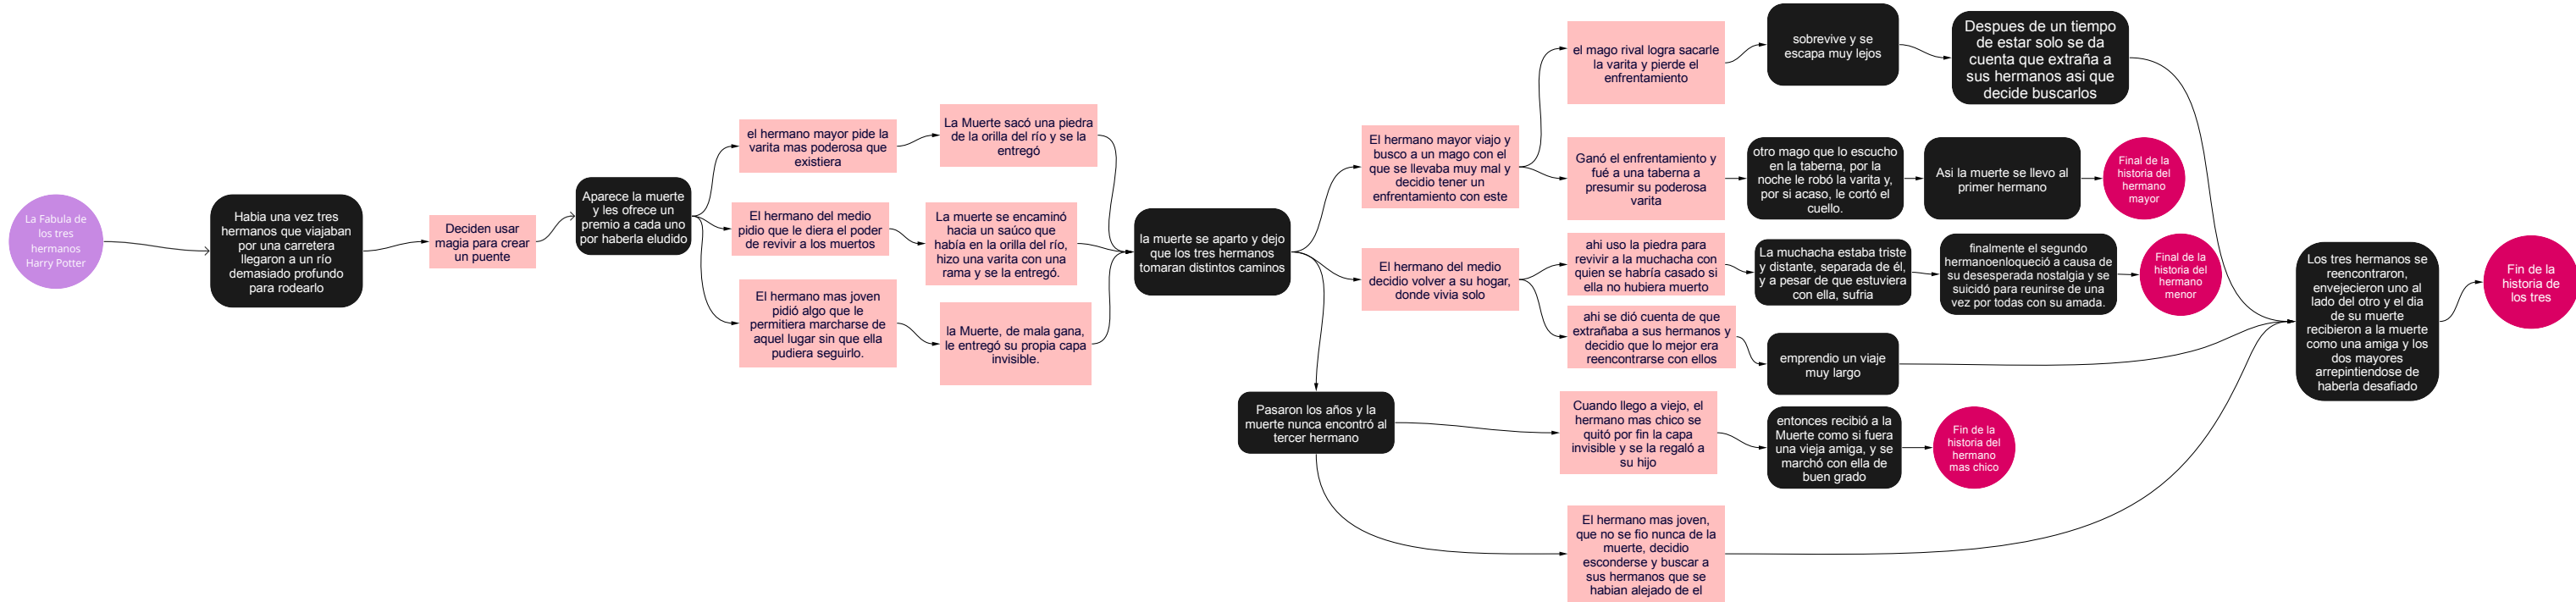 La Fabula de
los tres
hermanos
Harry Potter
Habia una vez tres
hermanos que viajaban
por una carretera
llegaron a un río
demasiado profundo
para rodearlo
Deciden usar
magia para crear
un puente
Aparece la muerte
y les ofrece un
premio a cada uno
por haberla eludido
el hermano mayor pide la
varita mas poderosa que
existiera
La Muerte sacó una piedra
de la orilla del río y se la
entregó
El hermano del medio
pidio que le diera el poder
de revivir a los muertos
La muerte se encaminó
hacia un saúco que
había en la orilla del río,
hizo una varita con una
rama y se la entregó.
El hermano mas joven
pidió algo que le
permitiera marcharse de
aquel lugar sin que ella
pudiera seguirlo.
la Muerte, de mala gana,
le entregó su propia capa
invisible.
la muerte se aparto y dejo
que los tres hermanos
tomaran distintos caminos
El hermano mayor viajo y
busco a un mago con el
que se llevaba muy mal y
decidio tener un
enfrentamiento con este
el mago rival logra sacarle
la varita y pierde el
enfrentamiento
sobrevive y se
escapa muy lejos
Despues de un tiempo
de estar solo se da
cuenta que extraña a
sus hermanos asi que
decide buscarlos
Ganó el enfrentamiento y
fué a una taberna a
presumir su poderosa
varita
otro mago que lo escucho
en la taberna, por la
noche le robó la varita y,
por si acaso, le cortó el
cuello.
Asi la muerte se llevo al
primer hermano
Final de la
historia del
hermano
mayor
El hermano del medio
decidio volver a su hogar,
donde vivia solo
ahi uso la piedra para
revivir a la muchacha con
quien se habría casado si
ella no hubiera muerto
La muchacha estaba triste
y distante, separada de él,
y a pesar de que estuviera
con ella, sufria
finalmente el segundo
hermanoenloqueció a causa de
su desesperada nostalgia y se
suicidó para reunirse de una
vez por todas con su amada.
Final de la
historia del
hermano
menor
ahi se dió cuenta de que
extrañaba a sus hermanos y
decidio que lo mejor era
reencontrarse con ellos
emprendio un viaje
muy largo
Pasaron los años y la
muerte nunca encontró al
tercer hermano
Cuando llego a viejo, el
hermano mas chico se
quitó por fin la capa
invisible y se la regaló a
su hijo
entonces recibió a la
Muerte como si fuera
una vieja amiga, y se
marchó con ella de
buen grado
Fin de la
historia del
hermano
mas chico
El hermano mas joven,
que no se fio nunca de la
muerte, decidio
esconderse y buscar a
sus hermanos que se
habian alejado de el
Los tres hermanos se
reencontraron,
envejecieron uno al
lado del otro y el dia
de su muerte
recibieron a la muerte
como una amiga y los
dos mayores
arrepintiendose de
haberla desafiado
Fin de la
historia de
los tres